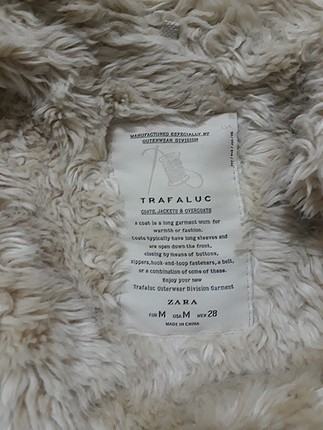 MANUFACTURED ESPECIALLY BY
OUTERWEAR DIVISION
TRAFALUC
COATS, JACKETS & OVERCOATS
a coat is a long garment worn for
warmth or fashion.
Coats typically have long sleeves and
are open down the front,
closing by means of buttons,
zippers, hook-and-loop fasteners, a belt,
or a combination of some of these.
Enjoy your new
Trafaluc Outerwear Division Garment
ZARA
EUR M USA M MEX 28
MADE IN CHINA